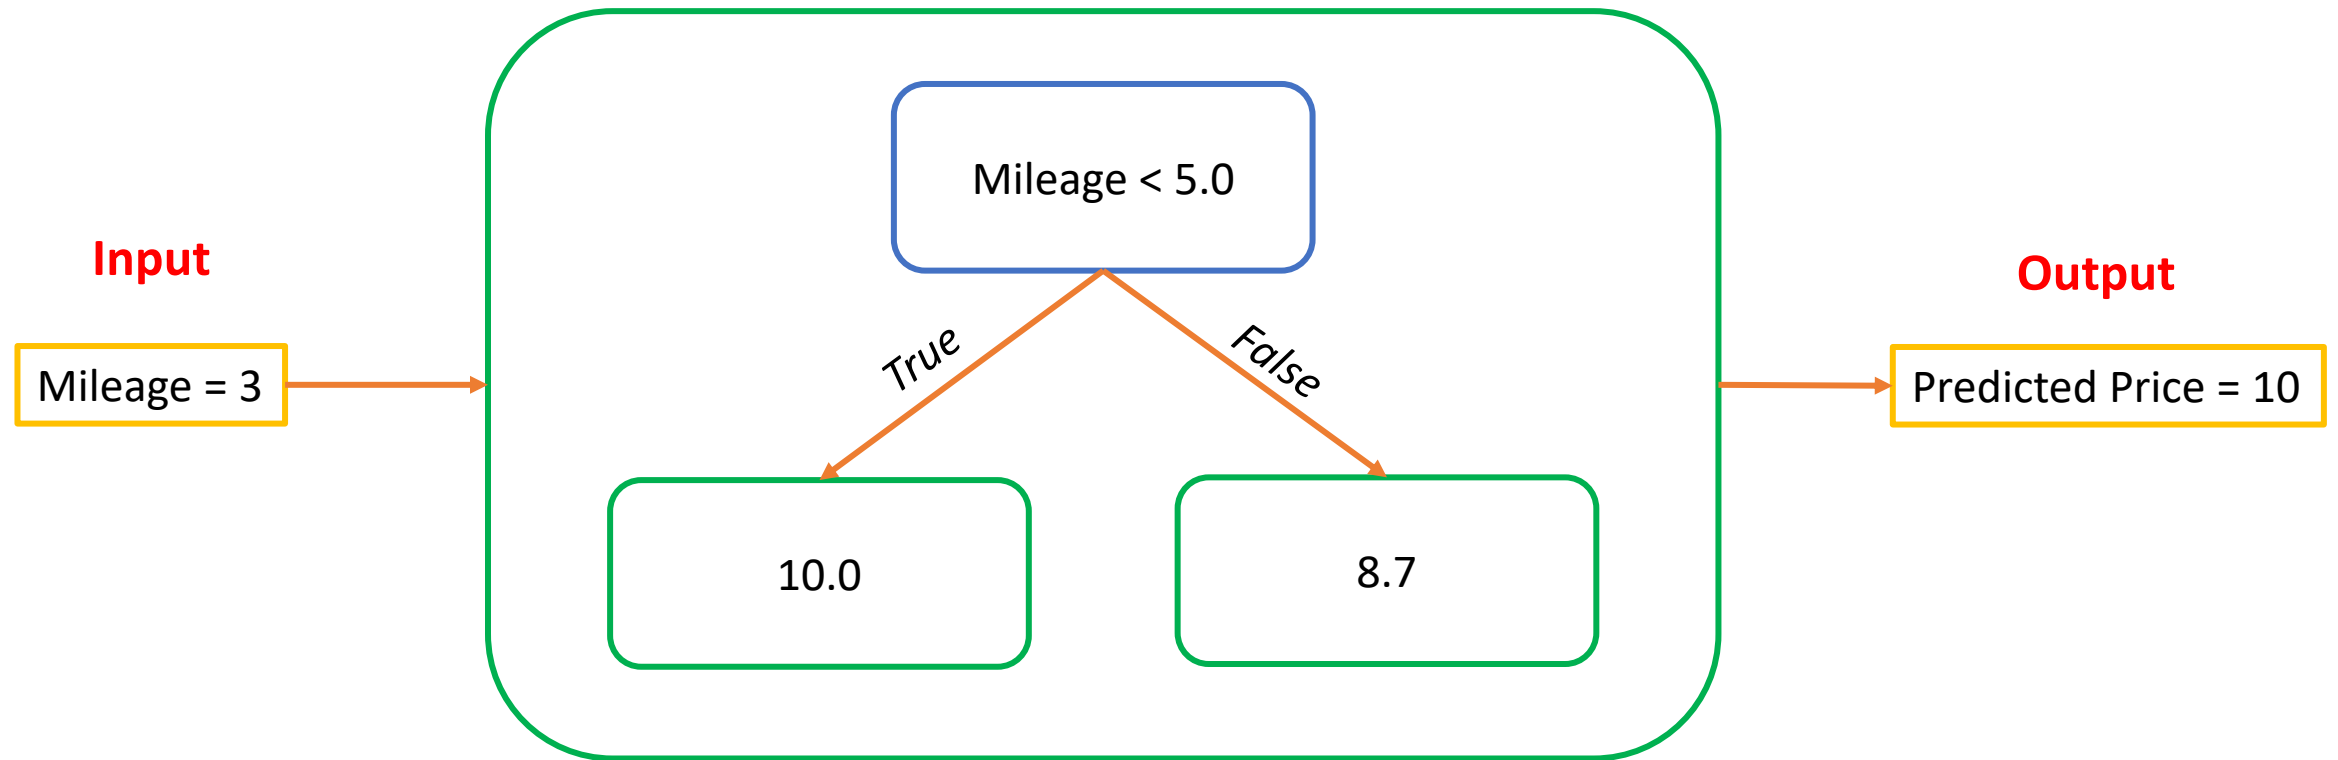 Input
Mileage = 3
Mileage < 5.0
True
False
10.0
8.7
Output
Predicted Price = 10